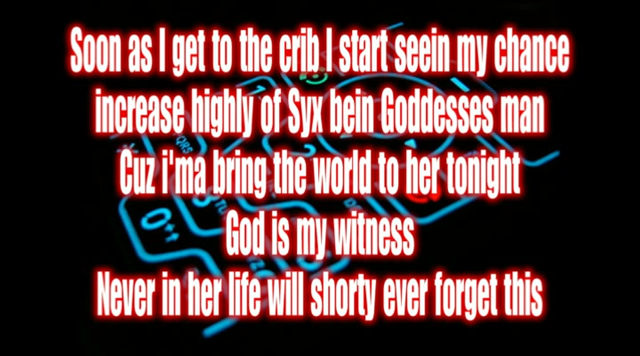 Soon as I get to the crib I start seein my chance
increase highly of Syx bein Goddesses man
Cuz i'ma bring the world to her tonight
God is my witness
Never in her life will shorty ever forget this